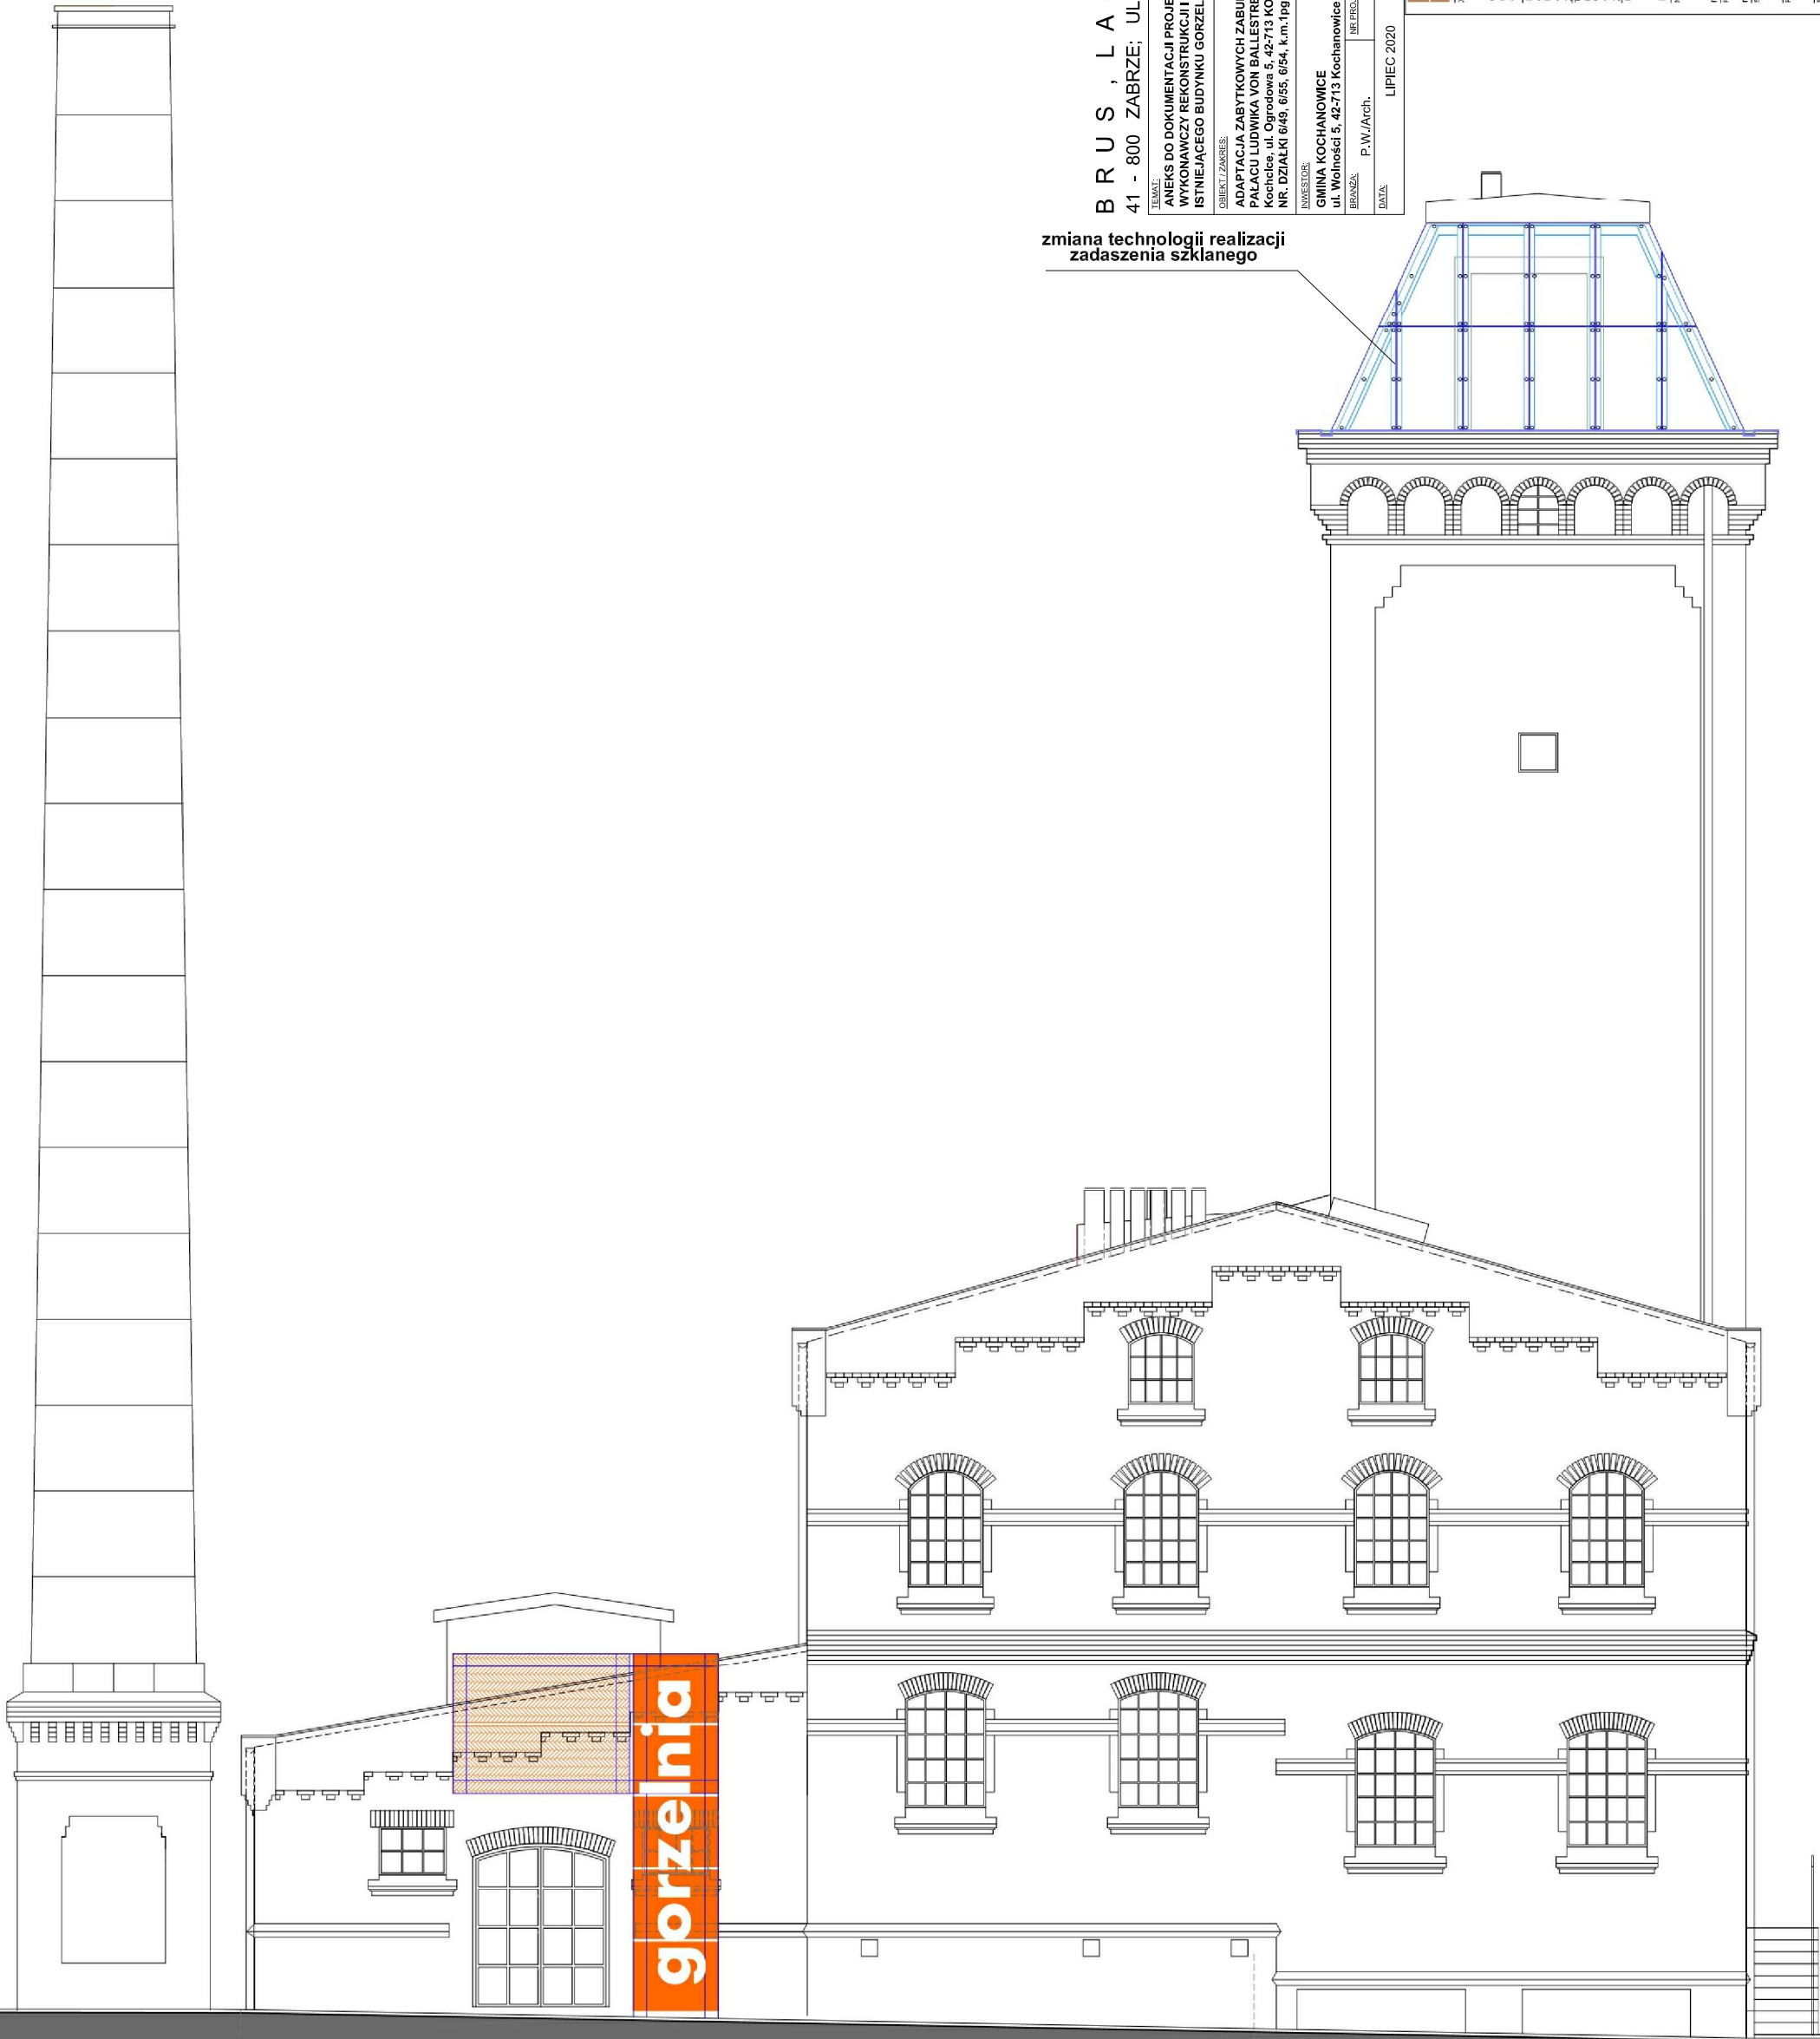 B R U S , L A
41 - 800 ZABRZE; UL
TEMAT:
ANEKS DO DOKUMENTACJI PROJE
WYKONAWCZY REKONSTRUKCJI I
ISTNIEJĄCEGO BUDYNKU GORZEL
OBIEKT / ZAKRES:
ADAPTACJA ZABYTKOWYCH ZABU
PAŁACU LUDWIKA VON BALLESTRE
Kochcice, ul. Ogrodowa 5, 42-713 KO
NR. DZIAŁKI 6/49, 6/55, 6/54, k.m.1pg
INWESTOR:
GMINA KOCHANOWICE
ul. Wolności 5, 42-713 Kochanowice
BRANŻA:
P.W./Arch.
NR PROJ
DATA:
LIPIEC 2020
zmiana technologii realizacji
zadaszenia szklanego
gorzelnia